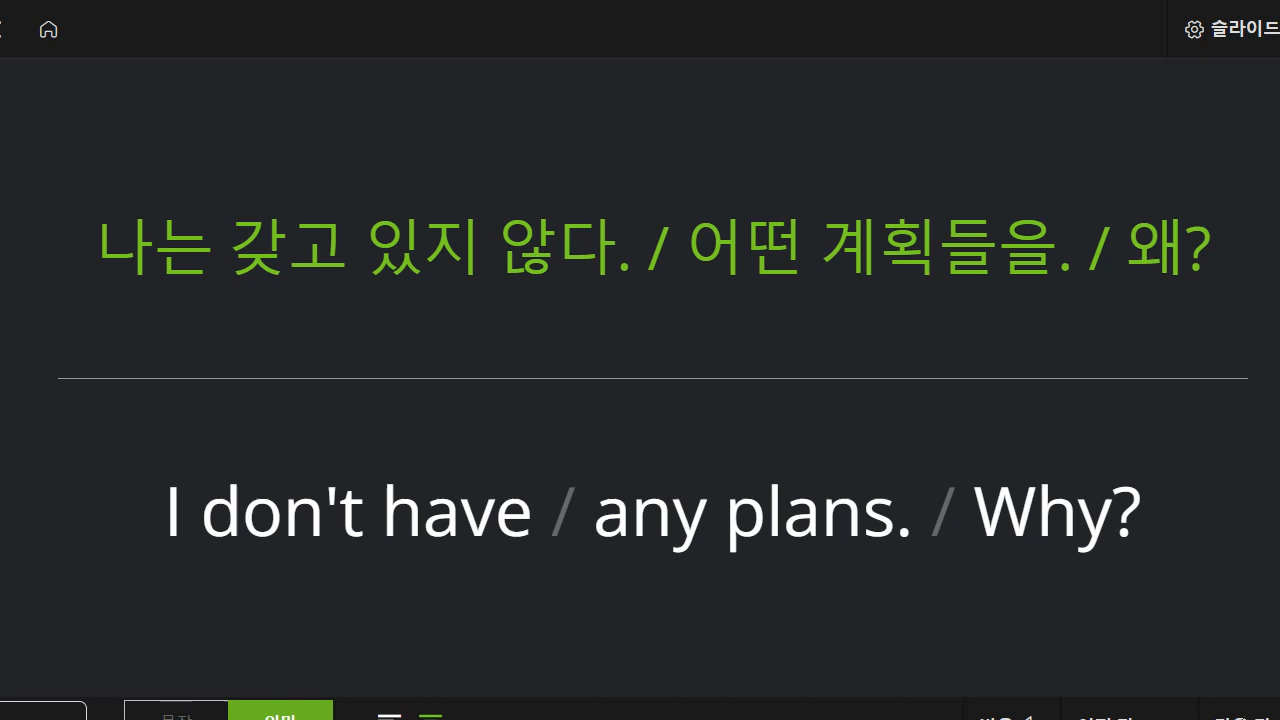 슬라이드
나는 갖고 있지 않다. / 어떤 계획들을. / 왜?
I don't have / any plans. / Why?